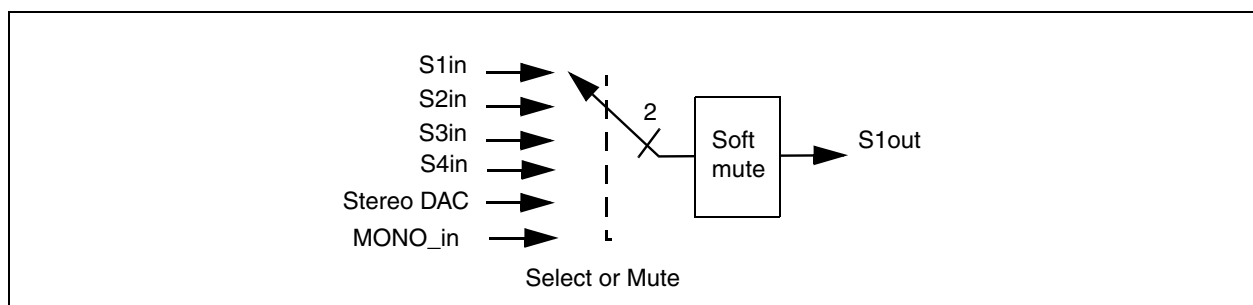 S1in
S2in
S3in
S4in
Stereo DAC
MONO_in
2
Soft
mute
S1out
Select or Mute